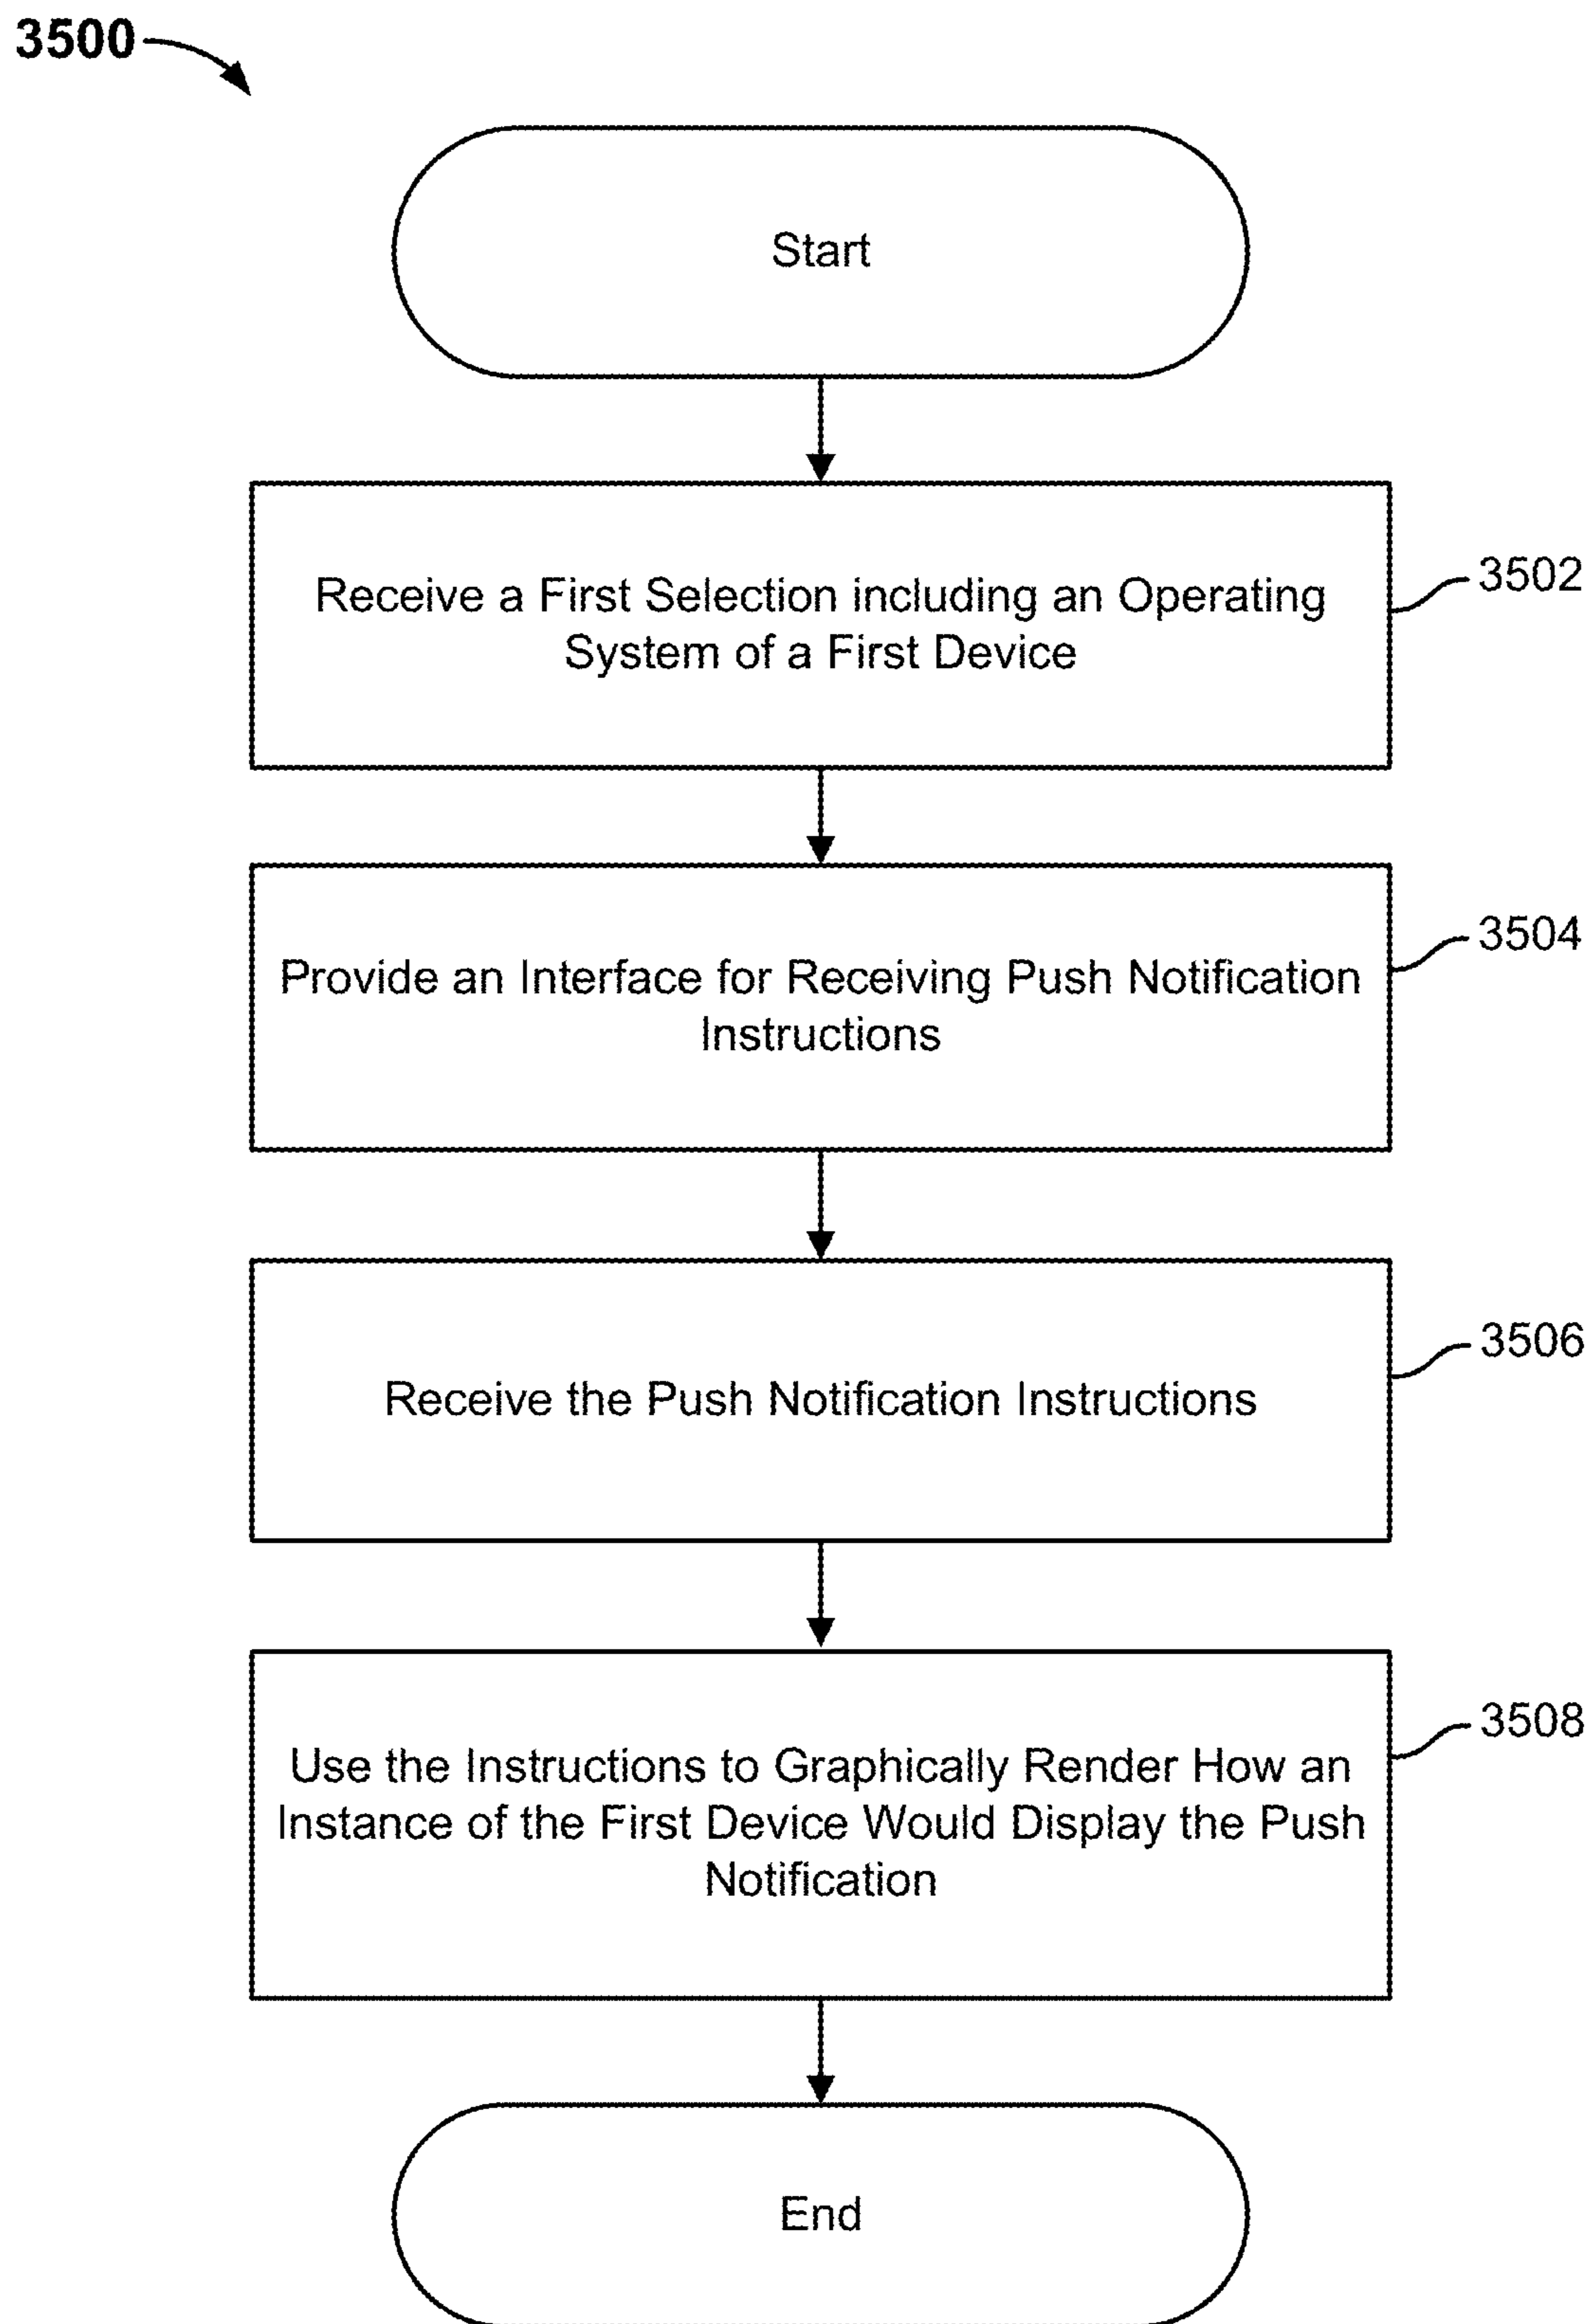 3500
Start
Receive a First Selection including an Operating
System of a First Device
3502
Provide an Interface for Receiving Push Notification
Instructions
3504
Receive the Push Notification Instructions
3506
Use the Instructions to Graphically Render How an
Instance of the First Device Would Display the Push
Notification
3508
End